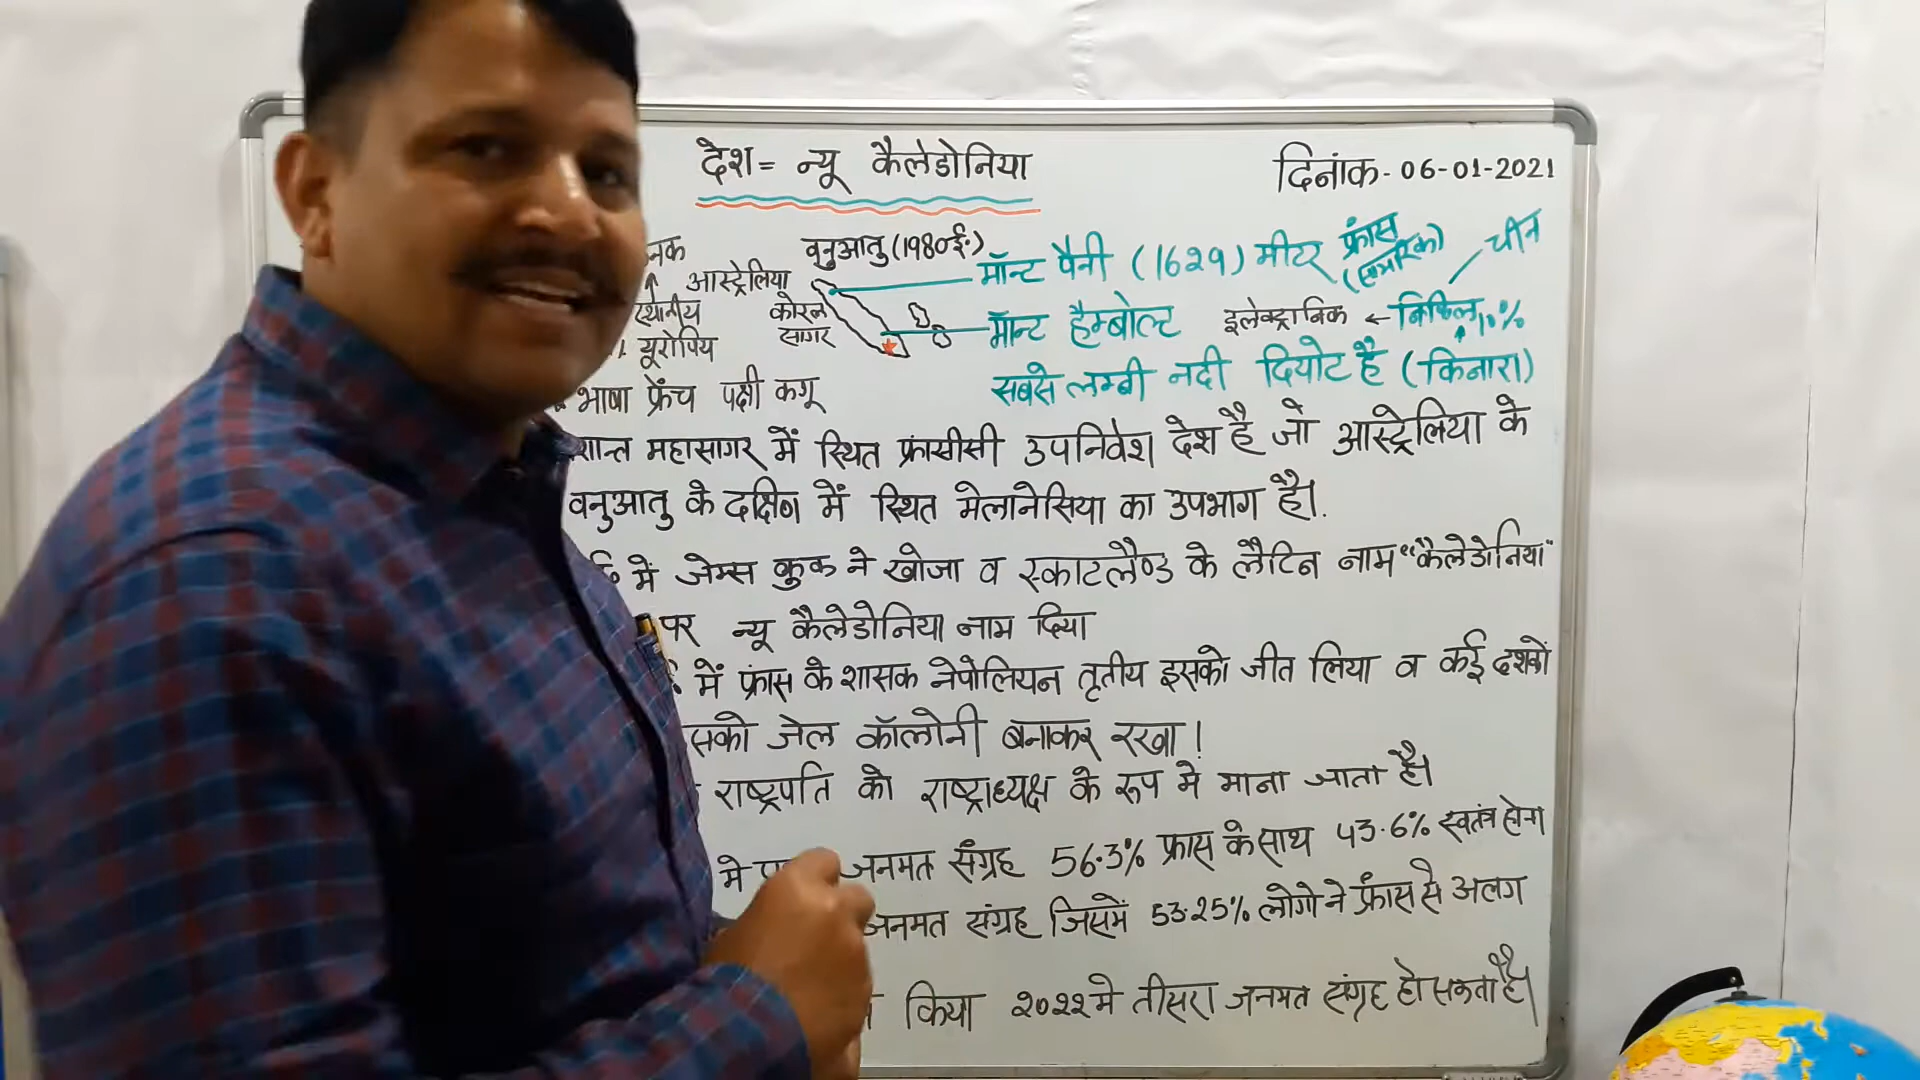 देश = न्यू कैलेडोनिया
दिनांक - 06-01-2021
वनुआतु (1980ई.)
मॉन्ट पैनी (1629) मीटर फ्रांस
चीन
आस्ट्रेलिया
स्थानीय
कोरल
सागर
मॉन्ट हैम्बोल्ट इलेक्ट्रानिक ← निकिल 10%
यूरोपिय
भाषा फ्रेंच पक्षी कगू
सबसे लम्बी नदी दियोट है (किनारा)
महासागर में स्थित फ्रांसीसी उपनिवेश देश है जो आस्ट्रेलिया के
वनुआतु के दक्षिण में स्थित मेलानेसिया का उपभाग है।
में जेम्स कुक ने खोजा व स्काटलैण्ड के लैटिन नाम "कैलेडोनिया"
पर न्यू कैलेडोनिया नाम दिया
में फ्रांस के शासक नेपोलियन तृतीय इसको जीत लिया व कई दशकों
जेल कॉलोनी बनाकर रखा!
राष्ट्रपति को राष्ट्राध्यक्ष के रूप मे माना जाता है।
मे जनमत संग्रह 56.3% फ्रास के साथ 43.6% स्वतंत्र होना
जनमत संग्रह जिसमें 53.25% लोगो ने फ्रांस से अलग
किया २०२२ मे तीसरा जनमत संग्रह हो सकता है।